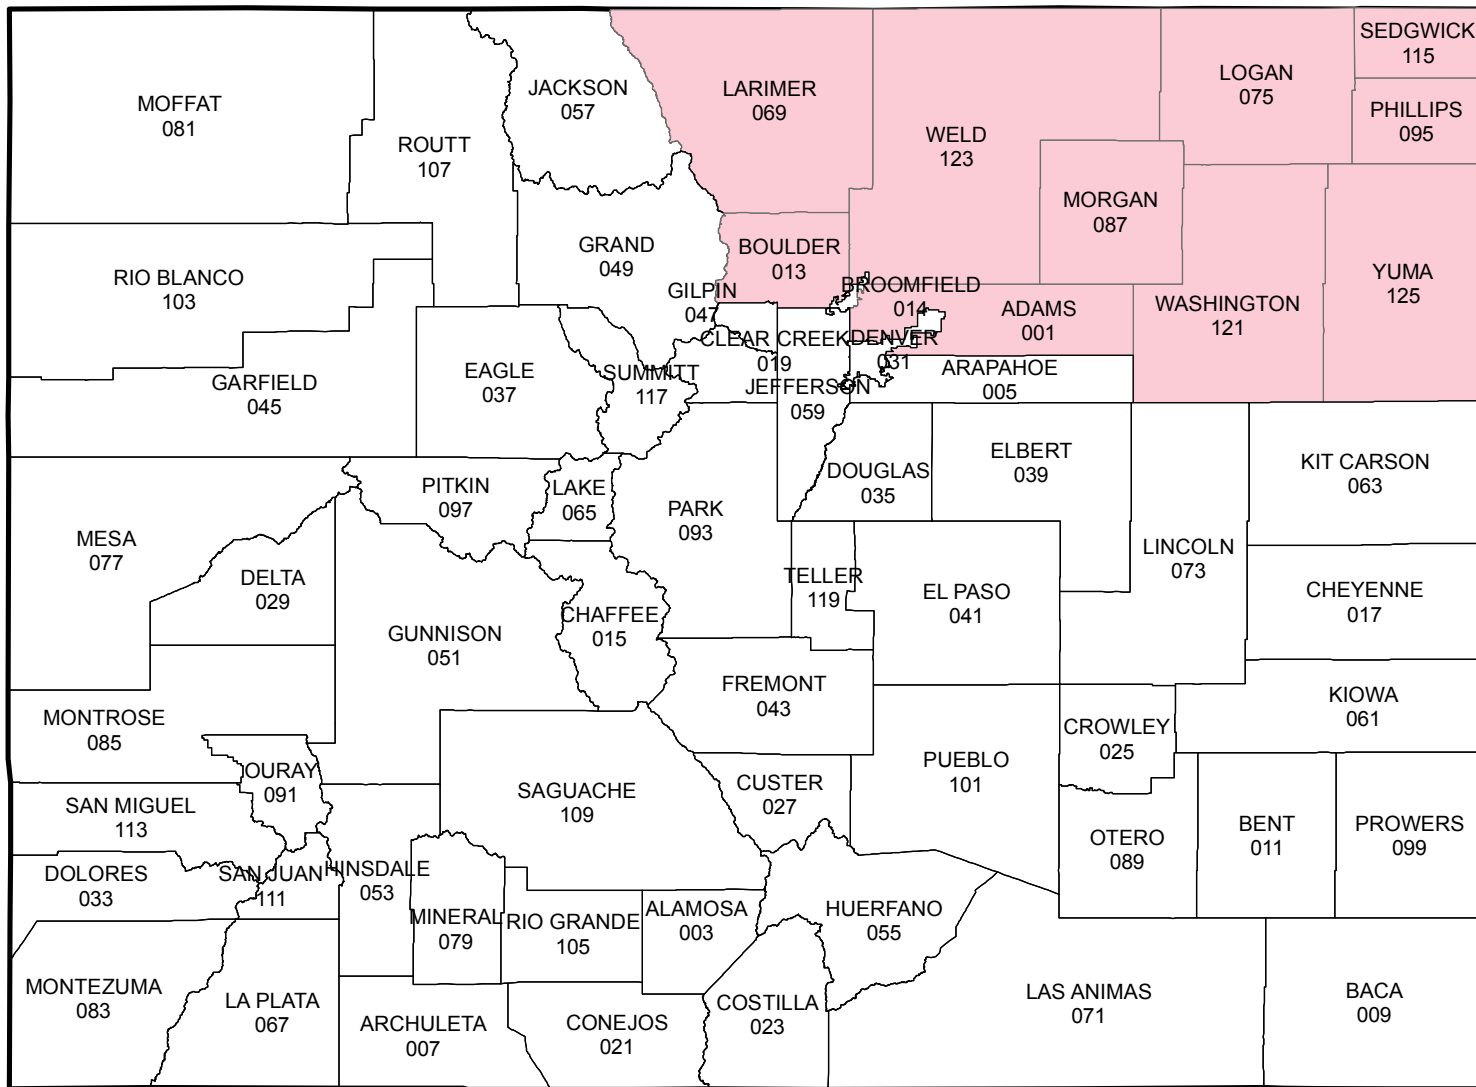 SEDGWICK
115
JACKSON
057
LARIMER
069
LOGAN
075
MOFFAT
081
PHILLIPS
095
WELD
123
ROUTT
107
MORGAN
087
GRAND
049
BOULDER
013
RIO BLANCO
103
YUMA
125
GILPIN
047
BROOMFIELD
014
ADAMS
001
WASHINGTON
121
CLEAR CREEK
019
DENVER
031
EAGLE
037
SUMMITT
117
ARAPAHOE
005
GARFIELD
045
JEFFERSON
059
ELBERT
039
KIT CARSON
063
DOUGLAS
035
PITKIN
097
LAKE
065
PARK
093
MESA
077
LINCOLN
073
DELTA
029
TELLER
119
EL PASO
041
CHEYENNE
017
CHAFFEE
015
GUNNISON
051
FREMONT
043
KIOWA
061
MONTROSE
085
CROWLEY
025
PUEBLO
101
OURAY
091
CUSTER
027
SAGUACHE
109
SAN MIGUEL
113
OTERO
089
BENT
011
PROWERS
099
DOLORES
033
SAN JUAN
111
HINSDALE
053
MINERAL
079
RIO GRANDE
105
ALAMOSA
003
HUERFANO
055
MONTEZUMA
083
LA PLATA
067
LAS ANIMAS
071
BACA
009
COSTILLA
023
ARCHULETA
007
CONEJOS
021